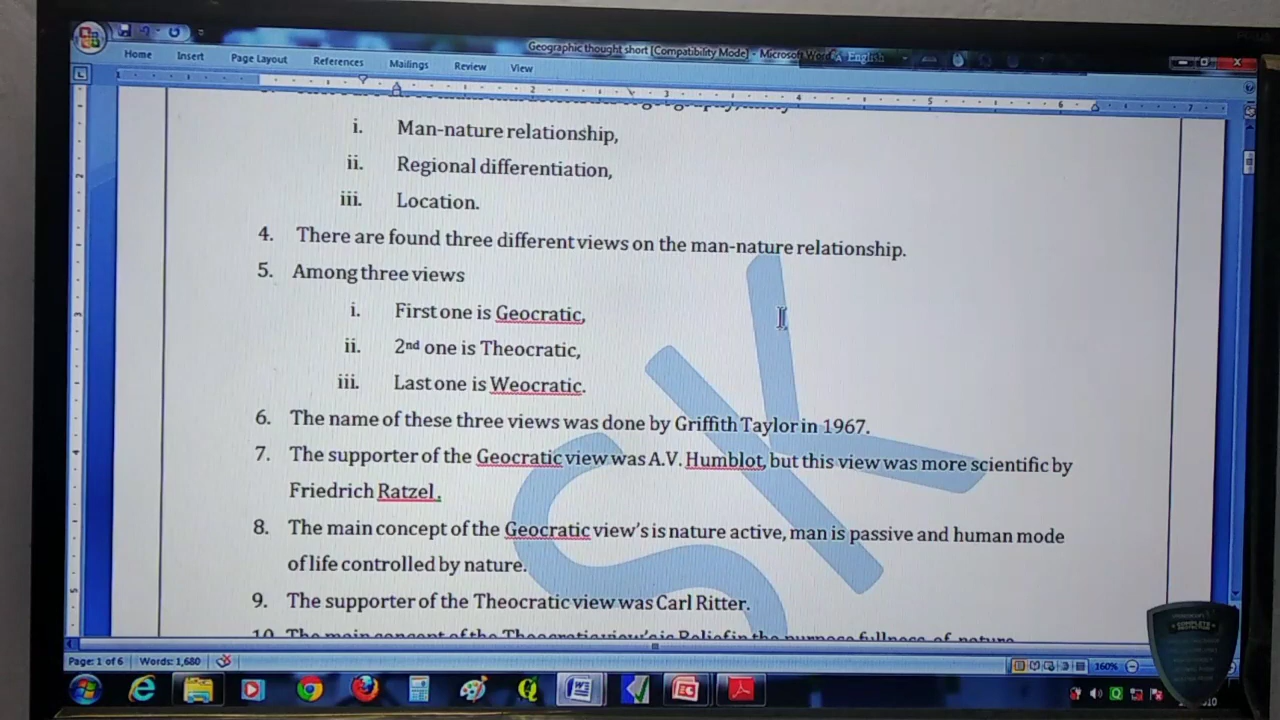 Geographic thought short [Compatibility Mode] - Microsoft Word
English
Home Insert Page Layout References Mailings Review View
i. Man-nature relationship,
ii. Regional differentiation,
iii. Location.
4. There are found three different views on the man-nature relationship.
5. Among three views
i. First one is Geocratic,
ii. 2nd one is Theocratic,
iii. Last one is Weocratic.
6. The name of these three views was done by Griffith Taylor in 1967.
7. The supporter of the Geocratic view was A.V. Humblot, but this view was more scientific by
Friedrich Ratzel.
8. The main concept of the Geocratic view's is nature active, man is passive and human mode
of life controlled by nature.
9. The supporter of the Theocratic view was Carl Ritter.
SK
Page: 1 of 6 Words: 1,680 160%